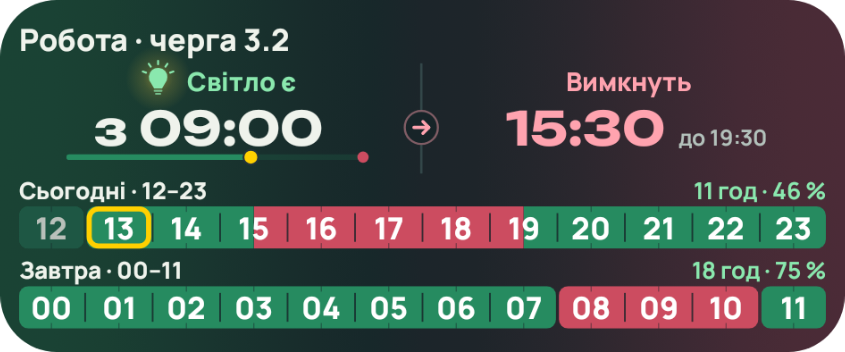 Робота · черга 3.2
Світло є
з 09:00
Вимкнуть
15:30 до 19:30
Сьогодні · 12–23 11 год · 46 %
12 13 14 15 16 17 18 19 20 21 22 23
Завтра · 00–11 18 год · 75 %
00 01 02 03 04 05 06 07 08 09 10 11